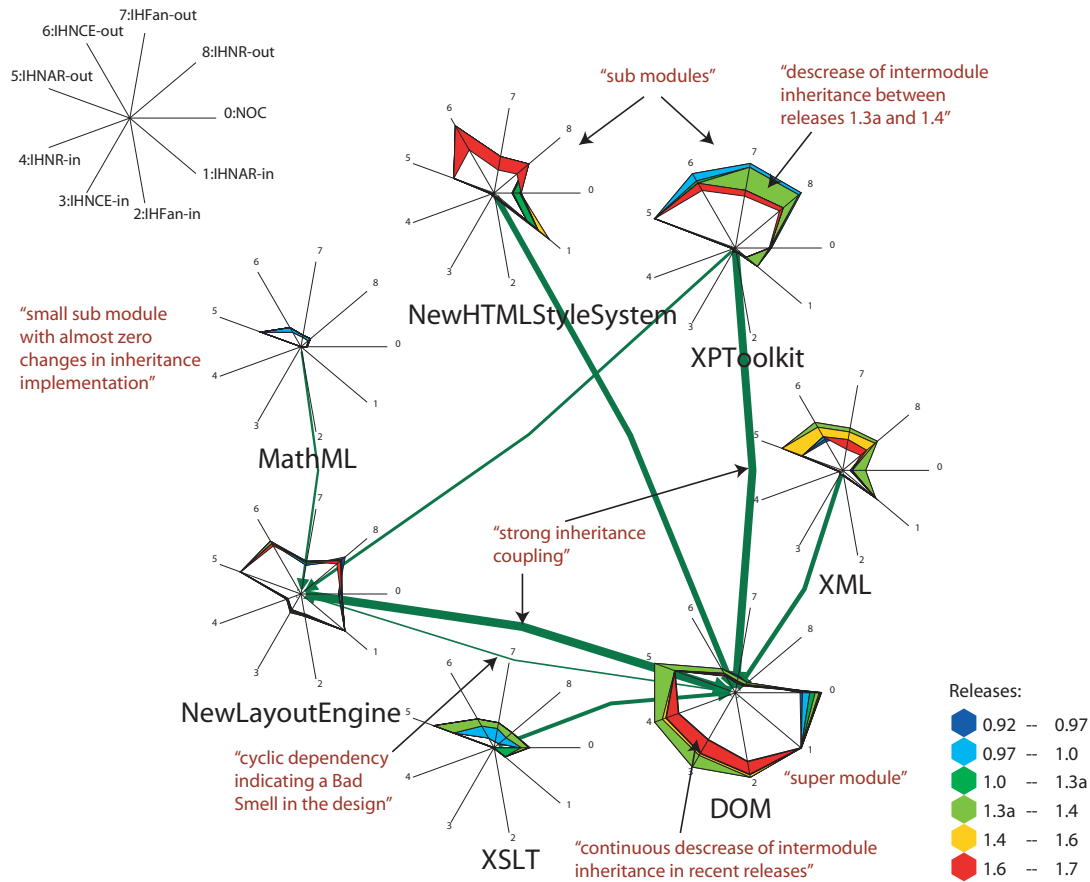 7:IHFan-out
6:IHNCE-out
8:IHNR-out
5:IHNAR-out
0:NOC
4:IHNR-in
1:IHNAR-in
3:IHNCE-in
2:IHFan-in
“sub modules”
“descrease of intermodule
inheritance between
releases 1.3a and 1.4”
7
6
8
5
0
4
1
3
2
NewHTMLStyleSystem
7
6
8
5
0
4
1
3
2
XPToolkit
“small sub module
with almost zero
changes in inheritance
implementation”
7
6
8
0
4
1
3
2
MathML
7
6
8
5
0
4
1
3
2
XML
“strong inheritance
coupling”
7
6
8
5
0
4
1
3
2
NewLayoutEngine
7
6
8
5
0
4
1
3
2
XSLT
“cyclic dependency
indicating a Bad
Smell in the design”
7
6
8
5
0
4
1
3
2
DOM
“super module”
“continuous descrease of intermodule
inheritance in recent releases”
Releases:
0.92 -- 0.97
0.97 -- 1.0
1.0 -- 1.3a
1.3a -- 1.4
1.4 -- 1.6
1.6 -- 1.7